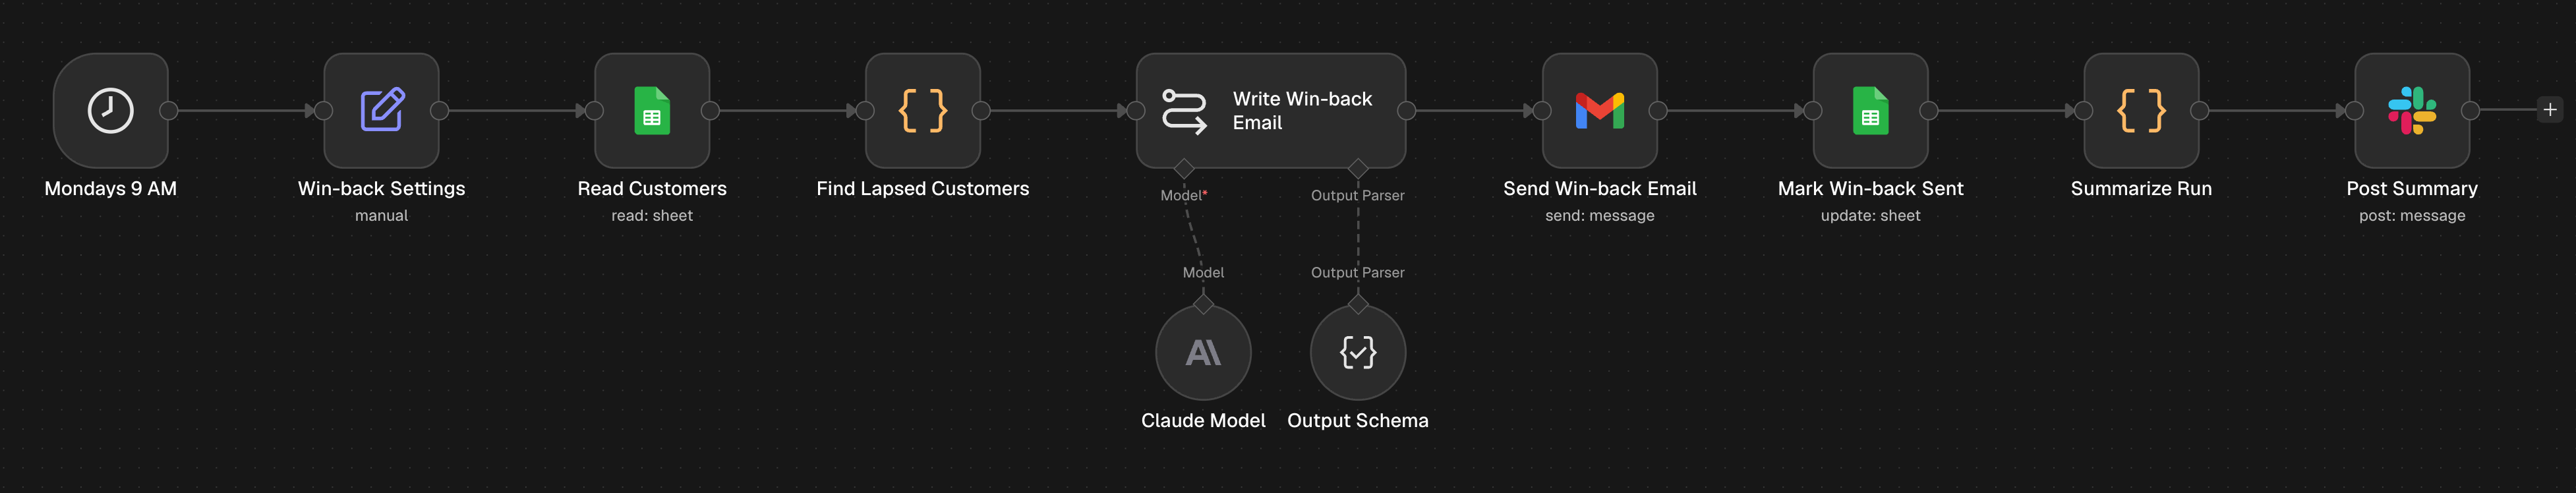 Write Win-back
Email
Mondays 9 AM
Win-back Settings
manual
Read Customers
read: sheet
Find Lapsed Customers
Model*
Output Parser
Send Win-back Email
send: message
Mark Win-back Sent
update: sheet
Summarize Run
Post Summary
post: message
Model
Output Parser
Claude Model
Output Schema